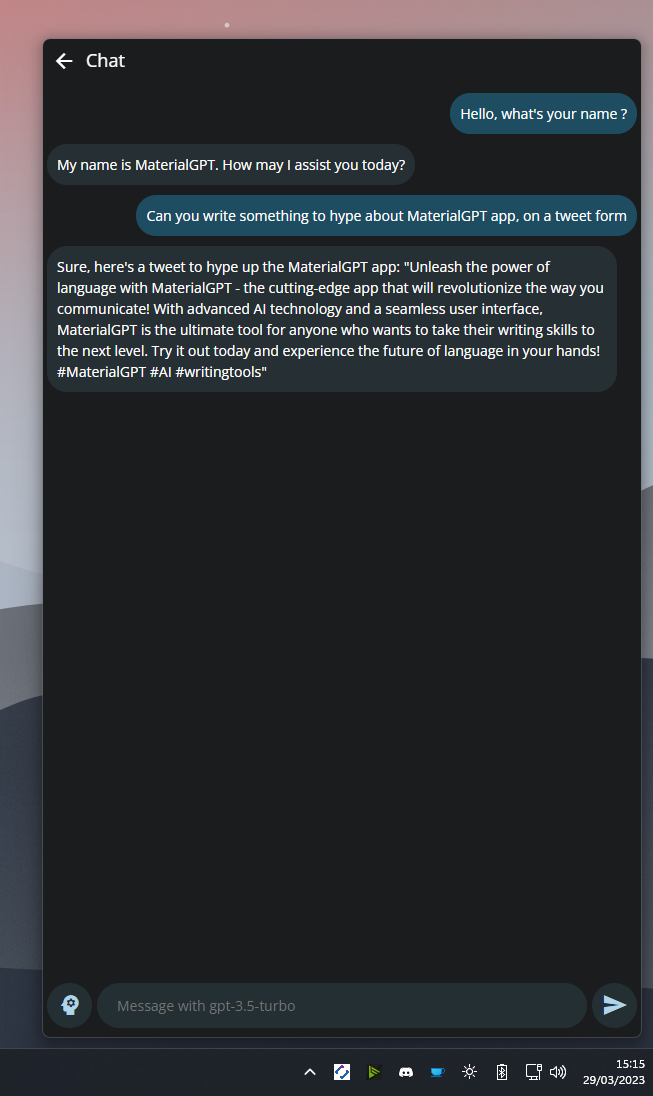 Chat
Hello, what's your name ?
My name is MaterialGPT. How may I assist you today?
Can you write something to hype about MaterialGPT app, on a tweet form
Sure, here's a tweet to hype up the MaterialGPT app: "Unleash the power of
language with MaterialGPT - the cutting-edge app that will revolutionize the way you
communicate! With advanced AI technology and a seamless user interface,
MaterialGPT is the ultimate tool for anyone who wants to take their writing skills to
the next level. Try it out today and experience the future of language in your hands!
#MaterialGPT #AI #writingtools"
Message with gpt-3.5-turbo
15:15
29/03/2023